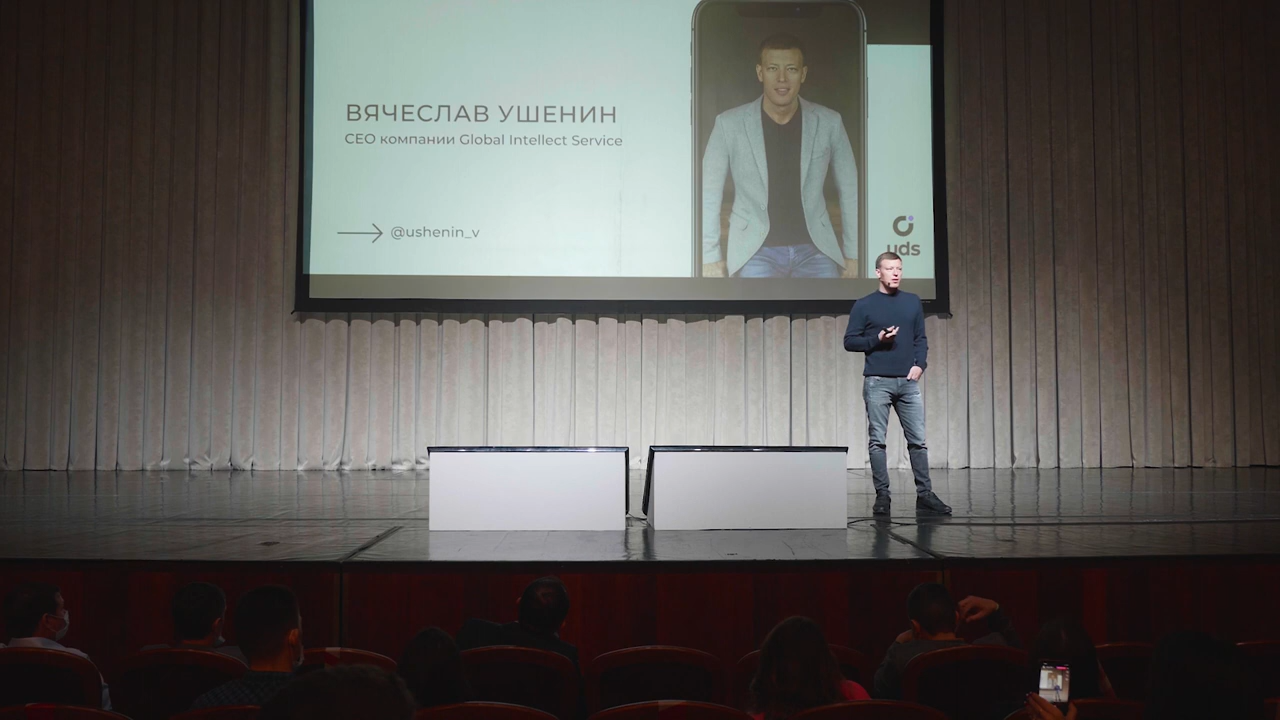 ВЯЧЕСЛАВ УШЕНИН
CEO компании Global Intellect Service
@ushenin_v
uds